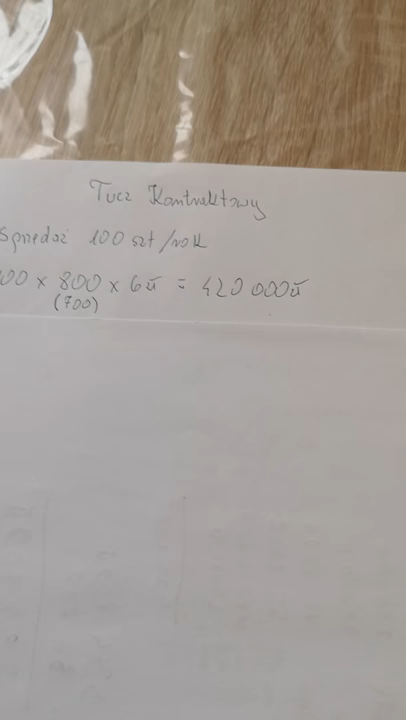 Tucz Kontraktowy
Sprzedaż 100 szt/rok
00 x 800 x 6zł = 420 000zł
(700)